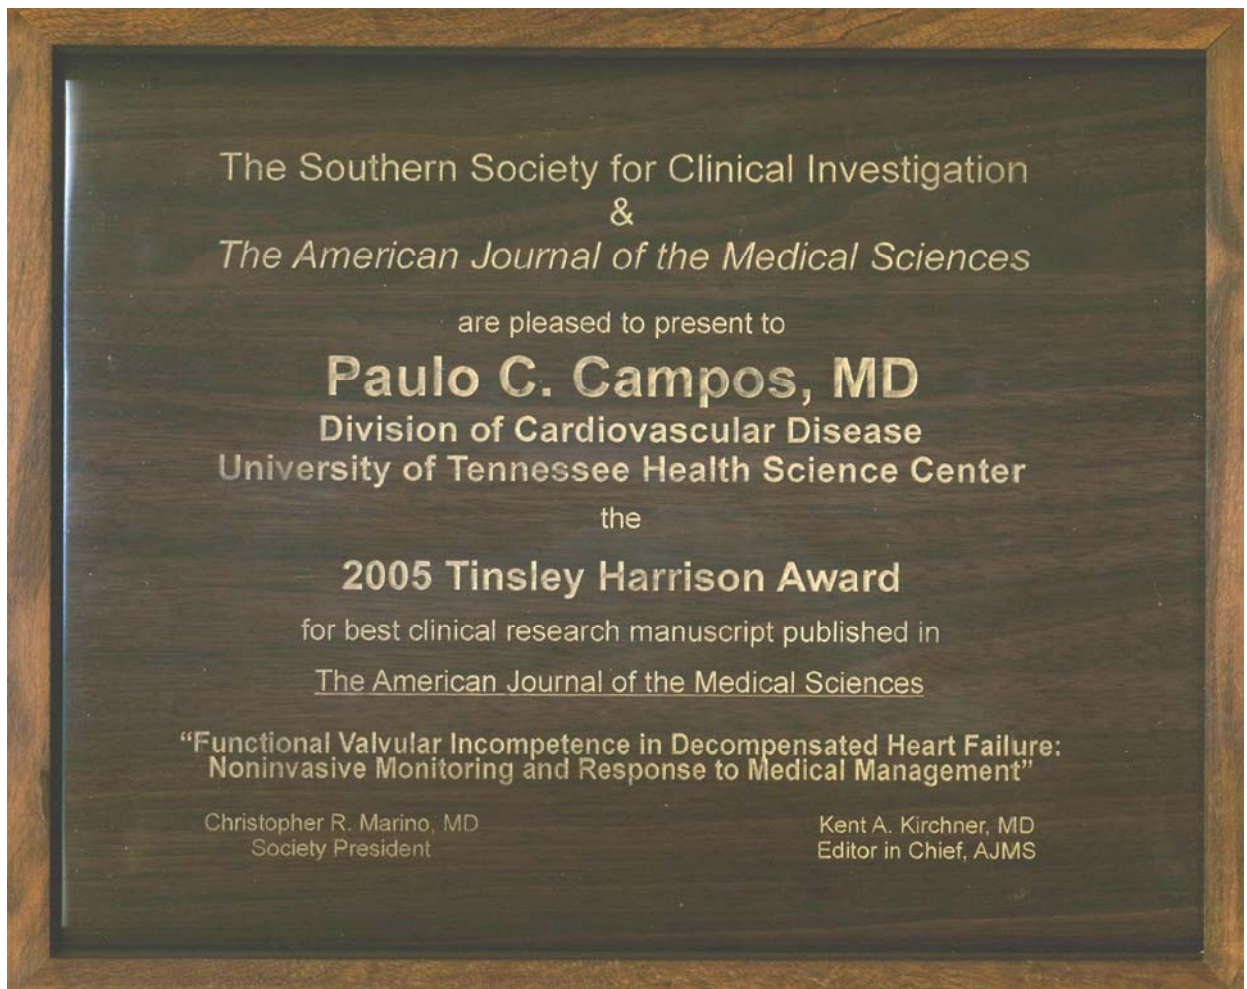 The Southern Society for Clinical Investigation
&
The American Journal of the Medical Sciences
are pleased to present to
Paulo C. Campos, MD
Division of Cardiovascular Disease
University of Tennessee Health Science Center
the
2005 Tinsley Harrison Award
for best clinical research manuscript published in
The American Journal of the Medical Sciences
“Functional Valvular Incompetence in Decompensated Heart Failure:
Noninvasive Monitoring and Response to Medical Management”
Christopher R. Marino, MD
Society President
Kent A. Kirchner, MD
Editor in Chief, AJMS